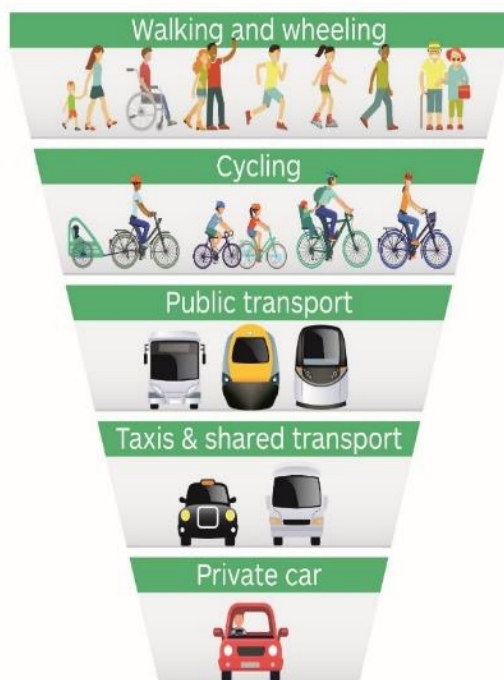 Walking and wheeling
Cycling
Public transport
Taxis & shared transport
Private car